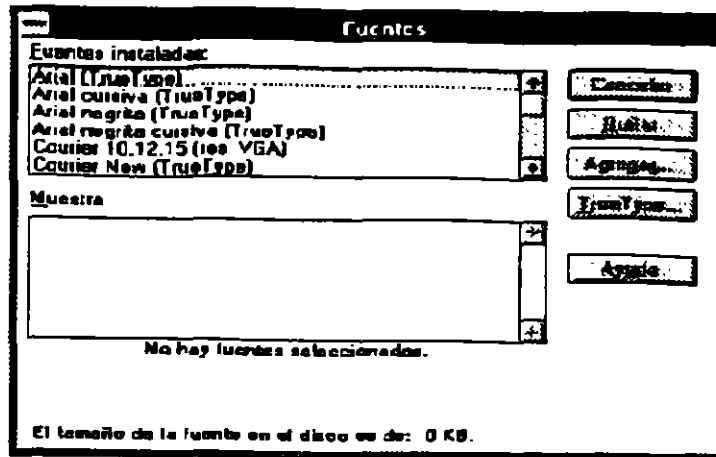 Fuentes
Fuentes instaladas:
Arial (TrueType)
Arial cursiva (TrueType)
Arial negrita (TrueType)
Arial negrita cursiva (TrueType)
Courier 10,12,15 (res. VGA)
Courier New (TrueType)
Cancelar
Quitar
Agregar...
TrueType...
Muestra
Ayuda
No hay fuentes seleccionadas.
El tamaño de la fuente en el disco es de: 0 KB.